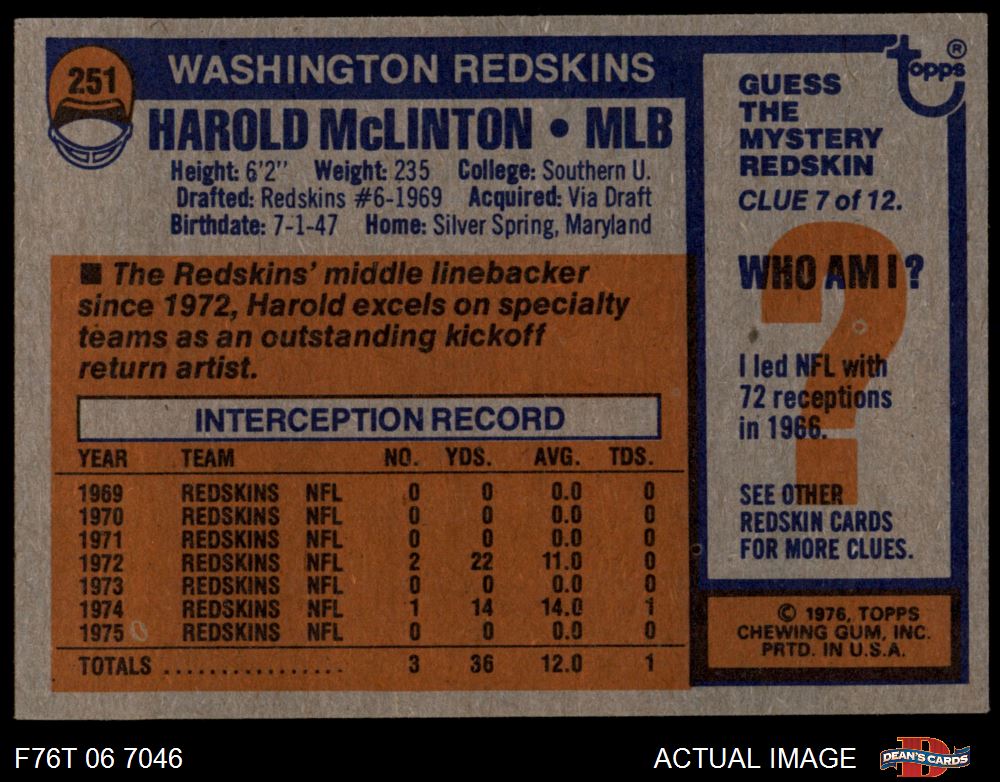 251
WASHINGTON REDSKINS
HAROLD McLINTON • MLB
Height: 6'2" Weight: 235 College: Southern U.
Drafted: Redskins #6-1969 Acquired: Via Draft
Birthdate: 7-1-47 Home: Silver Spring, Maryland
■ The Redskins' middle linebacker
since 1972, Harold excels on specialty
teams as an outstanding kickoff
return artist.
INTERCEPTION RECORD
YEAR TEAM NO. YDS. AVG. TDS.
1969 REDSKINS NFL 0 0 0.0 0
1970 REDSKINS NFL 0 0 0.0 0
1971 REDSKINS NFL 0 0 0.0 0
1972 REDSKINS NFL 2 22 11.0 0
1973 REDSKINS NFL 0 0 0.0 0
1974 REDSKINS NFL 1 14 14.0 1
1975 REDSKINS NFL 0 0 0.0 0
TOTALS ................. 3 36 12.0 1
Topps ®
GUESS
THE
MYSTERY
REDSKIN
CLUE 7 of 12.
WHO AM I ?
?
I led NFL with
72 receptions
in 1966.
SEE OTHER
REDSKIN CARDS
FOR MORE CLUES.
© 1976, TOPPS
CHEWING GUM, INC.
PRTD. IN U.S.A.
F76T 06 7046
ACTUAL IMAGE
D
DEAN'S CARDS